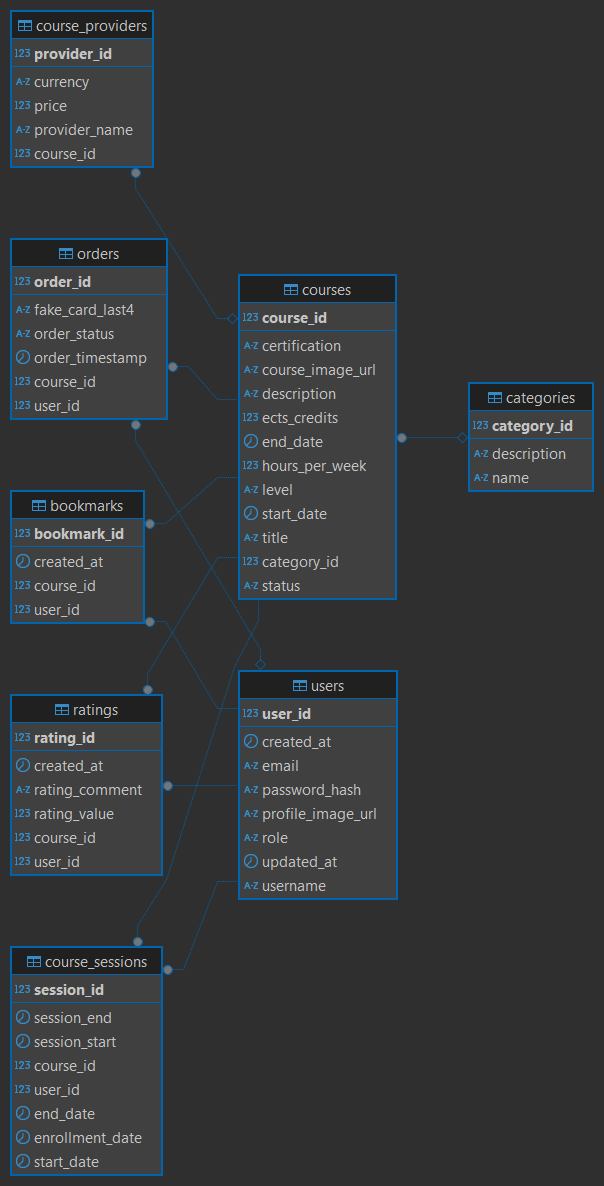 course_providers
123 provider_id
A-Z currency
123 price
A-Z provider_name
123 course_id
orders
123 order_id
A-Z fake_card_last4
A-Z order_status
order_timestamp
123 course_id
123 user_id
bookmarks
123 bookmark_id
created_at
123 course_id
123 user_id
ratings
123 rating_id
created_at
A-Z rating_comment
123 rating_value
123 course_id
123 user_id
course_sessions
123 session_id
session_end
session_start
123 course_id
123 user_id
end_date
enrollment_date
start_date
courses
123 course_id
A-Z certification
A-Z course_image_url
A-Z description
123 ects_credits
end_date
123 hours_per_week
A-Z level
start_date
A-Z title
123 category_id
A-Z status
users
123 user_id
created_at
A-Z email
A-Z password_hash
A-Z profile_image_url
A-Z role
updated_at
A-Z username
categories
123 category_id
A-Z description
A-Z name